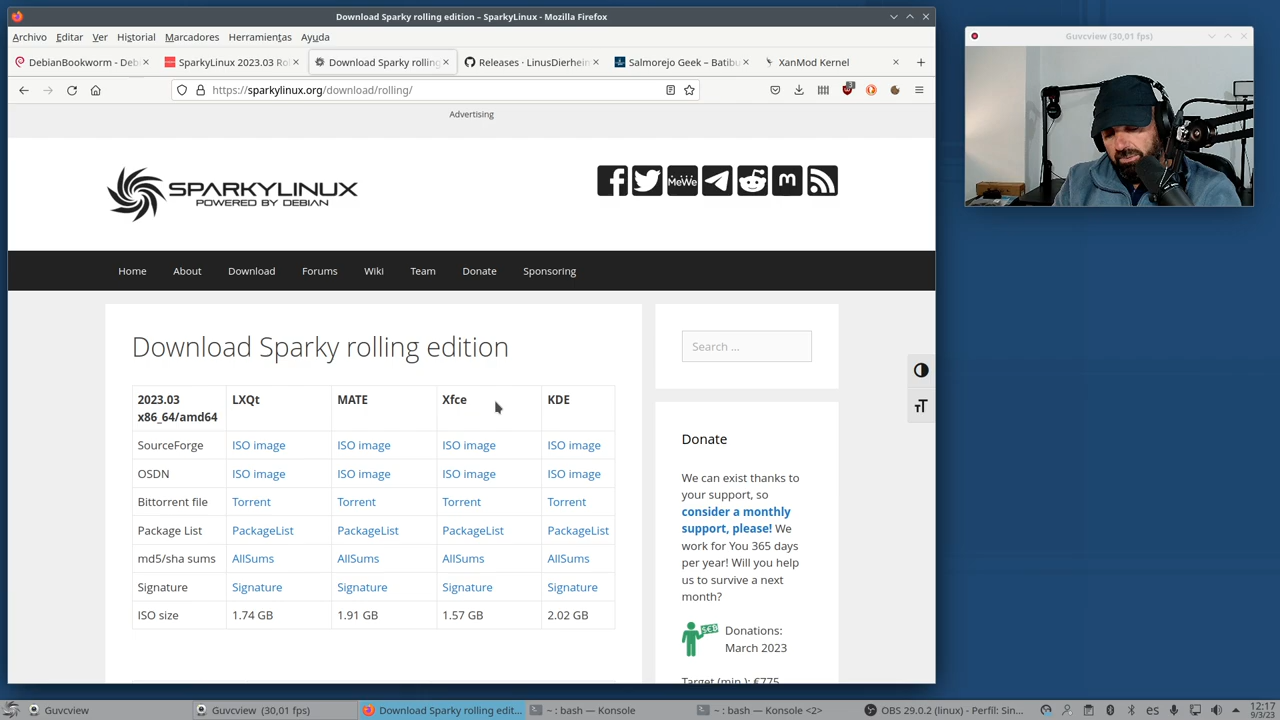 Download Sparky rolling edition – SparkyLinux - Mozilla Firefox
Guvcview (30,01 fps)
Archivo Editar Ver Historial Marcadores Herramientas Ayuda
DebianBookworm - Deb
SparkyLinux 2023.03 Ro
Download Sparky rolling
Releases · LinusDierhein
Salmorejo Geek – Batibu
XanMod Kernel
https://sparkylinux.org/download/rolling/
Advertising
SPARKYLINUX
POWERED BY DEBIAN
MeWe
Home About Download Forums Wiki Team Donate Sponsoring
Download Sparky rolling edition
2023.03 x86_64/amd64 LXQt MATE Xfce KDE
SourceForge ISO image ISO image ISO image ISO image
OSDN ISO image ISO image ISO image ISO image
Bittorrent file Torrent Torrent Torrent Torrent
Package List PackageList PackageList PackageList PackageList
md5/sha sums AllSums AllSums AllSums AllSums
Signature Signature Signature Signature Signature
ISO size 1.74 GB 1.91 GB 1.57 GB 2.02 GB
Search ...
Donate
We can exist thanks to
your support, so
consider a monthly
support, please! We
work for You 365 days
per year! Will you help
us to survive a next
month?
Donations:
March 2023
Target (min.): €775
Guvcview
Guvcview (30,01 fps)
Download Sparky rolling edit...
~ : bash — Konsole
~ : bash — Konsole <2>
OBS 29.0.2 (linux) - Perfil: Sin...
es
12:17
9/3/23